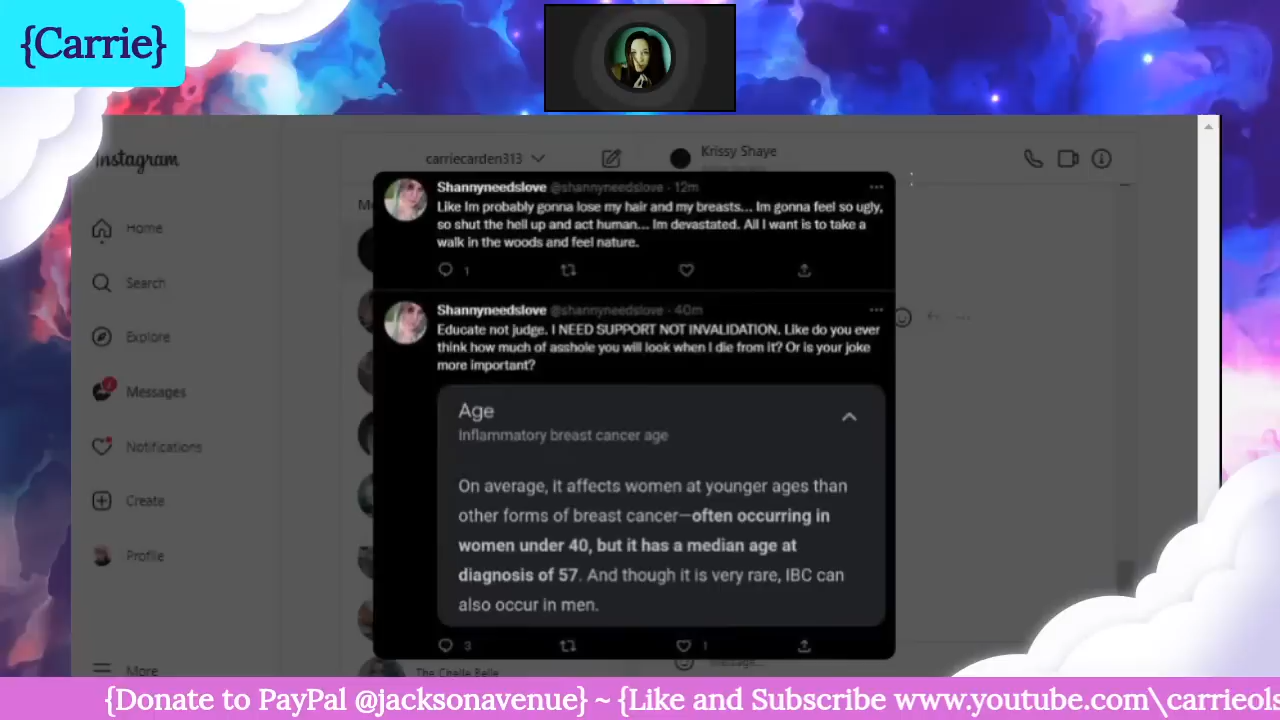 {Carrie}
Instagram
carriecarden313
Krissy Shaye
Home
Search
Explore
Messages
Notifications
Create
Profile
More
Shannyneedslove @shannyneedslove · 12m
Like Im probably gonna lose my hair and my breasts... Im gonna feel so ugly,
so shut the hell up and act human... Im devastated. All I want is to take a
walk in the woods and feel nature.
1
Shannyneedslove @shannyneedslove · 40m
Educate not judge. I NEED SUPPORT NOT INVALIDATION. Like do you ever
think how much of asshole you will look when I die from it? Or is your joke
more important?
Age
Inflammatory breast cancer age
On average, it affects women at younger ages than
other forms of breast cancer—often occurring in
women under 40, but it has a median age at
diagnosis of 57. And though it is very rare, IBC can
also occur in men.
3
1
The Challe Belle
message...
{Donate to PayPal @jacksonavenue} ~ {Like and Subscribe www.youtube.com\carrieols